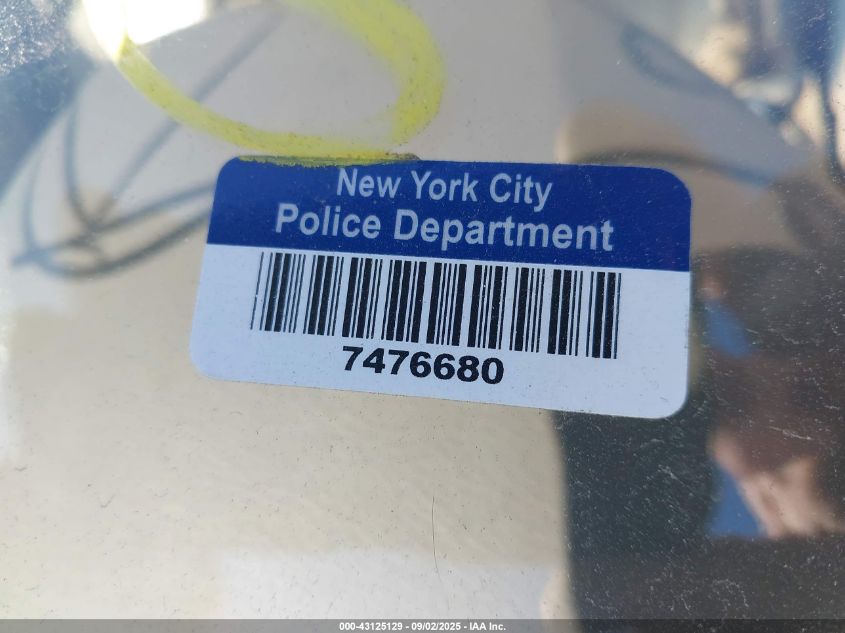 New York City
Police Department
7476680
000-43125129 - 09/02/2025 - IAA Inc.